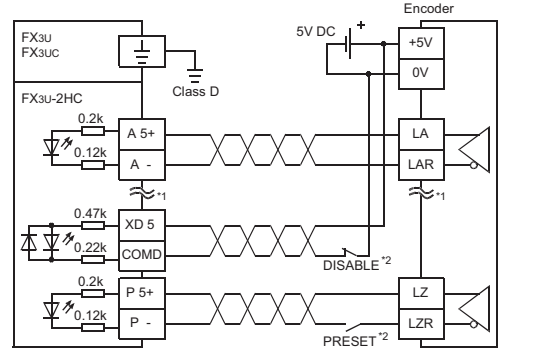 Encoder
5V DC +
FX3U
FX3UC
+5V
0V
Class D
FX3U-2HC
0.2k
A 5+
LA
0.12k
A -
LAR
*1
*1
0.47k
XD 5
0.22k
COMD
DISABLE*2
0.2k
P 5+
LZ
0.12k
P -
LZR
PRESET*2